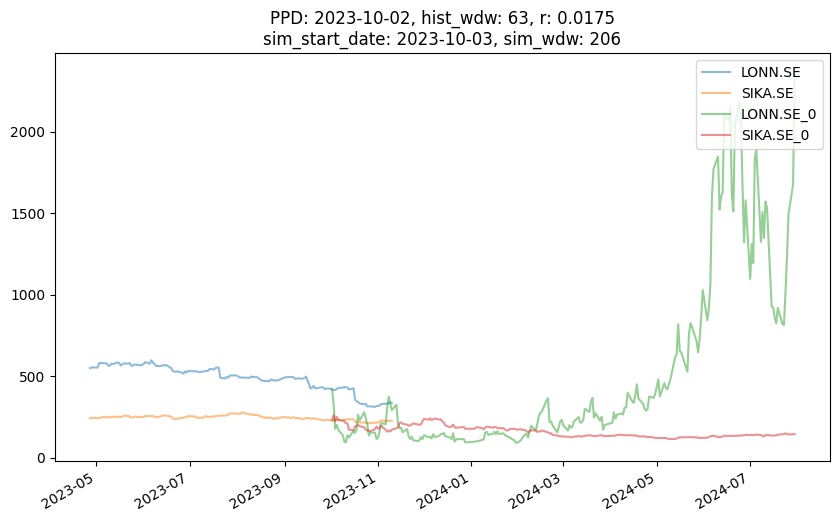 PPD: 2023-10-02, hist_wdw: 63, r: 0.0175
sim_start_date: 2023-10-03, sim_wdw: 206
LONN.SE
SIKA.SE
LONN.SE_0
SIKA.SE_0
2000
1500
1000
500
0
2023-05
2023-07
2023-09
2023-11
2024-01
2024-03
2024-05
2024-07